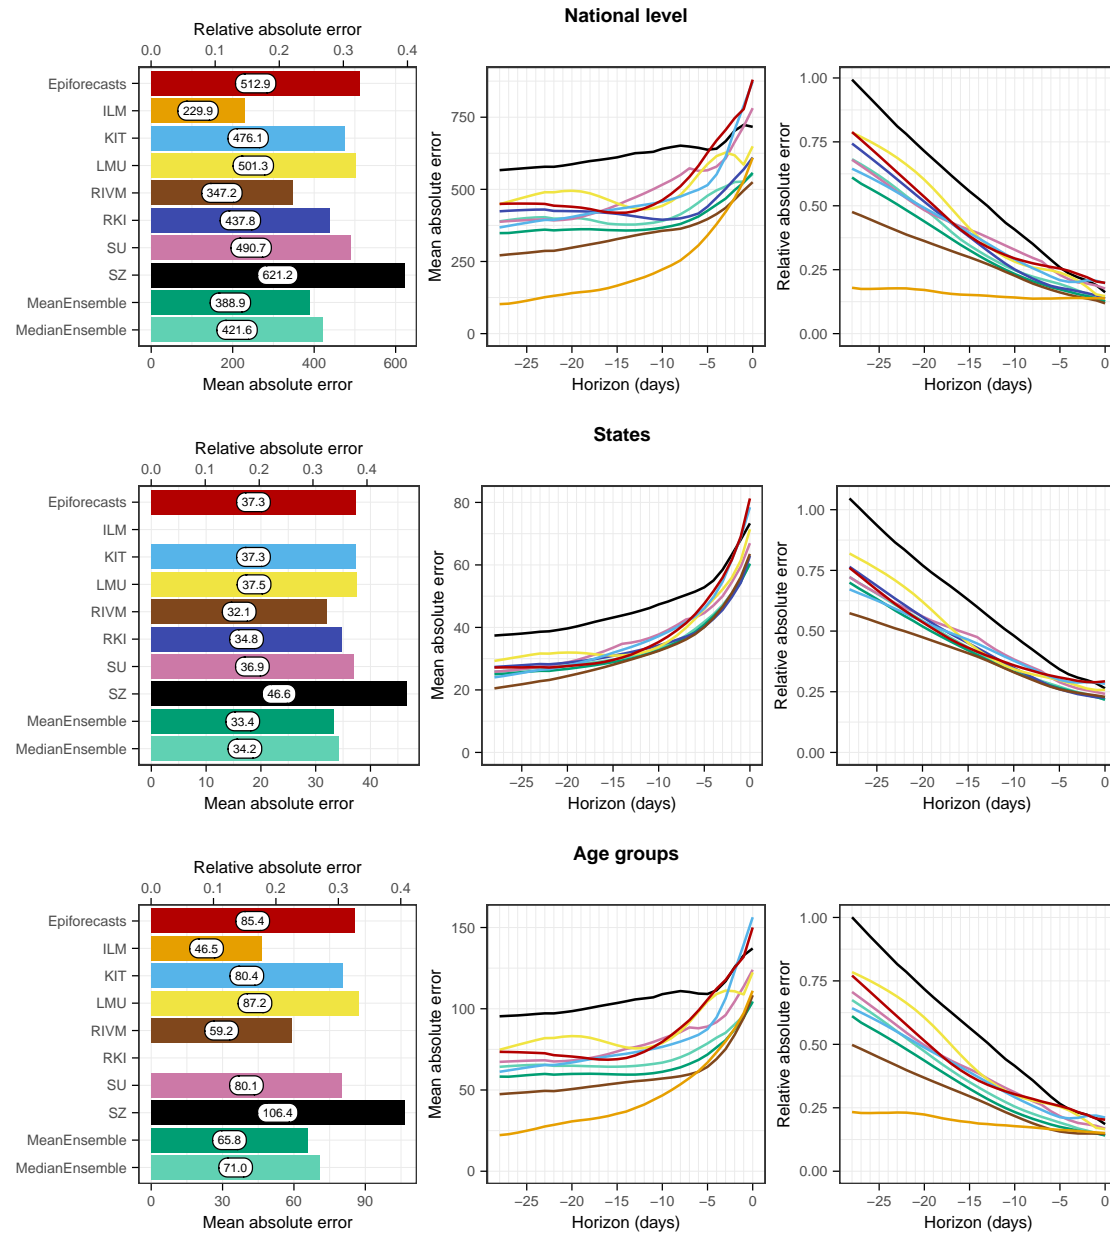 National level
Relative absolute error
0.0 0.1 0.2 0.3 0.4
Epiforecasts 512.9
ILM 229.9
KIT 476.1
LMU 501.3
RIVM 347.2
RKI 437.8
SU 490.7
SZ 621.2
MeanEnsemble 388.9
MedianEnsemble 421.6
0 200 400 600
Mean absolute error
Mean absolute error
750
500
250
0
−25 −20 −15 −10 −5 0
Horizon (days)
Relative absolute error
1.00
0.75
0.50
0.25
0.00
−25 −20 −15 −10 −5 0
Horizon (days)
States
Relative absolute error
0.0 0.1 0.2 0.3 0.4
Epiforecasts 37.3
ILM
KIT 37.3
LMU 37.5
RIVM 32.1
RKI 34.8
SU 36.9
SZ 46.6
MeanEnsemble 33.4
MedianEnsemble 34.2
0 10 20 30 40
Mean absolute error
Mean absolute error
80
60
40
20
0
−25 −20 −15 −10 −5 0
Horizon (days)
Relative absolute error
1.00
0.75
0.50
0.25
0.00
−25 −20 −15 −10 −5 0
Horizon (days)
Age groups
Relative absolute error
0.0 0.1 0.2 0.3 0.4
Epiforecasts 85.4
ILM 46.5
KIT 80.4
LMU 87.2
RIVM 59.2
RKI
SU 80.1
SZ 106.4
MeanEnsemble 65.8
MedianEnsemble 71.0
0 30 60 90
Mean absolute error
Mean absolute error
150
100
50
0
−25 −20 −15 −10 −5 0
Horizon (days)
Relative absolute error
1.00
0.75
0.50
0.25
0.00
−25 −20 −15 −10 −5 0
Horizon (days)